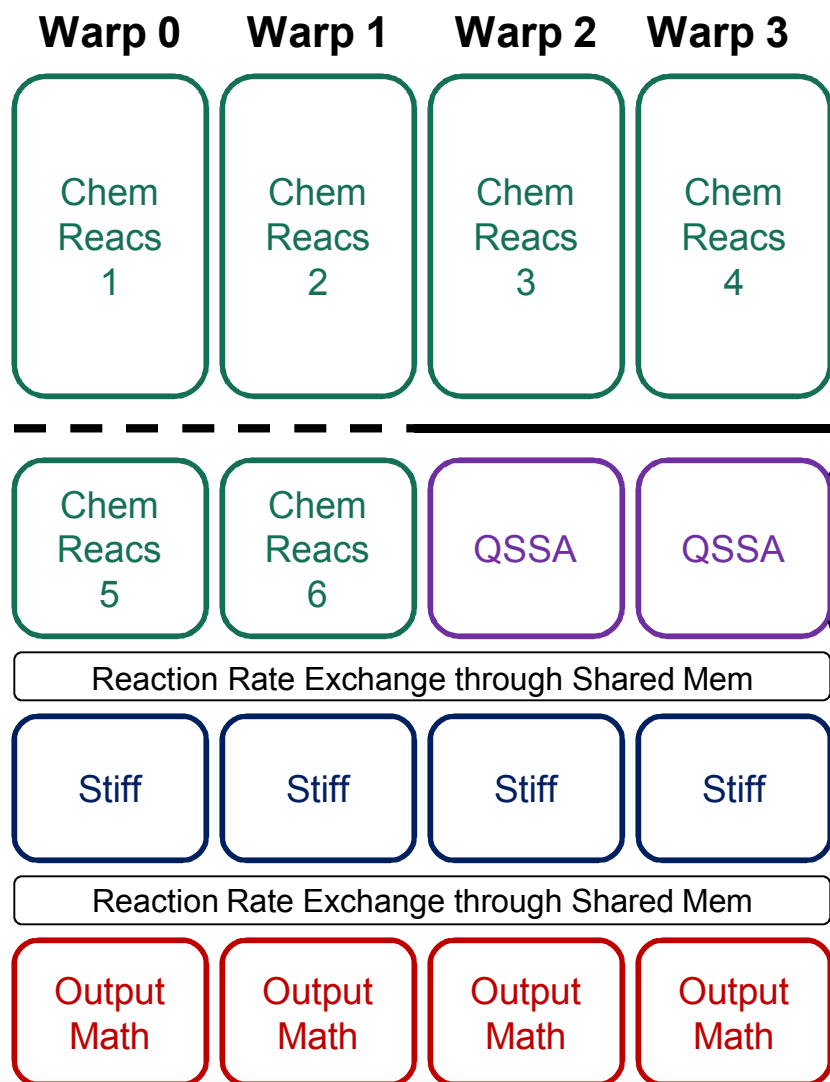 Warp 0 Warp 1 Warp 2 Warp 3
Chem
Reacs
1
Chem
Reacs
2
Chem
Reacs
3
Chem
Reacs
4
Chem
Reacs
5
Chem
Reacs
6
QSSA
QSSA
Reaction Rate Exchange through Shared Mem
Stiff
Stiff
Stiff
Stiff
Reaction Rate Exchange through Shared Mem
Output
Math
Output
Math
Output
Math
Output
Math